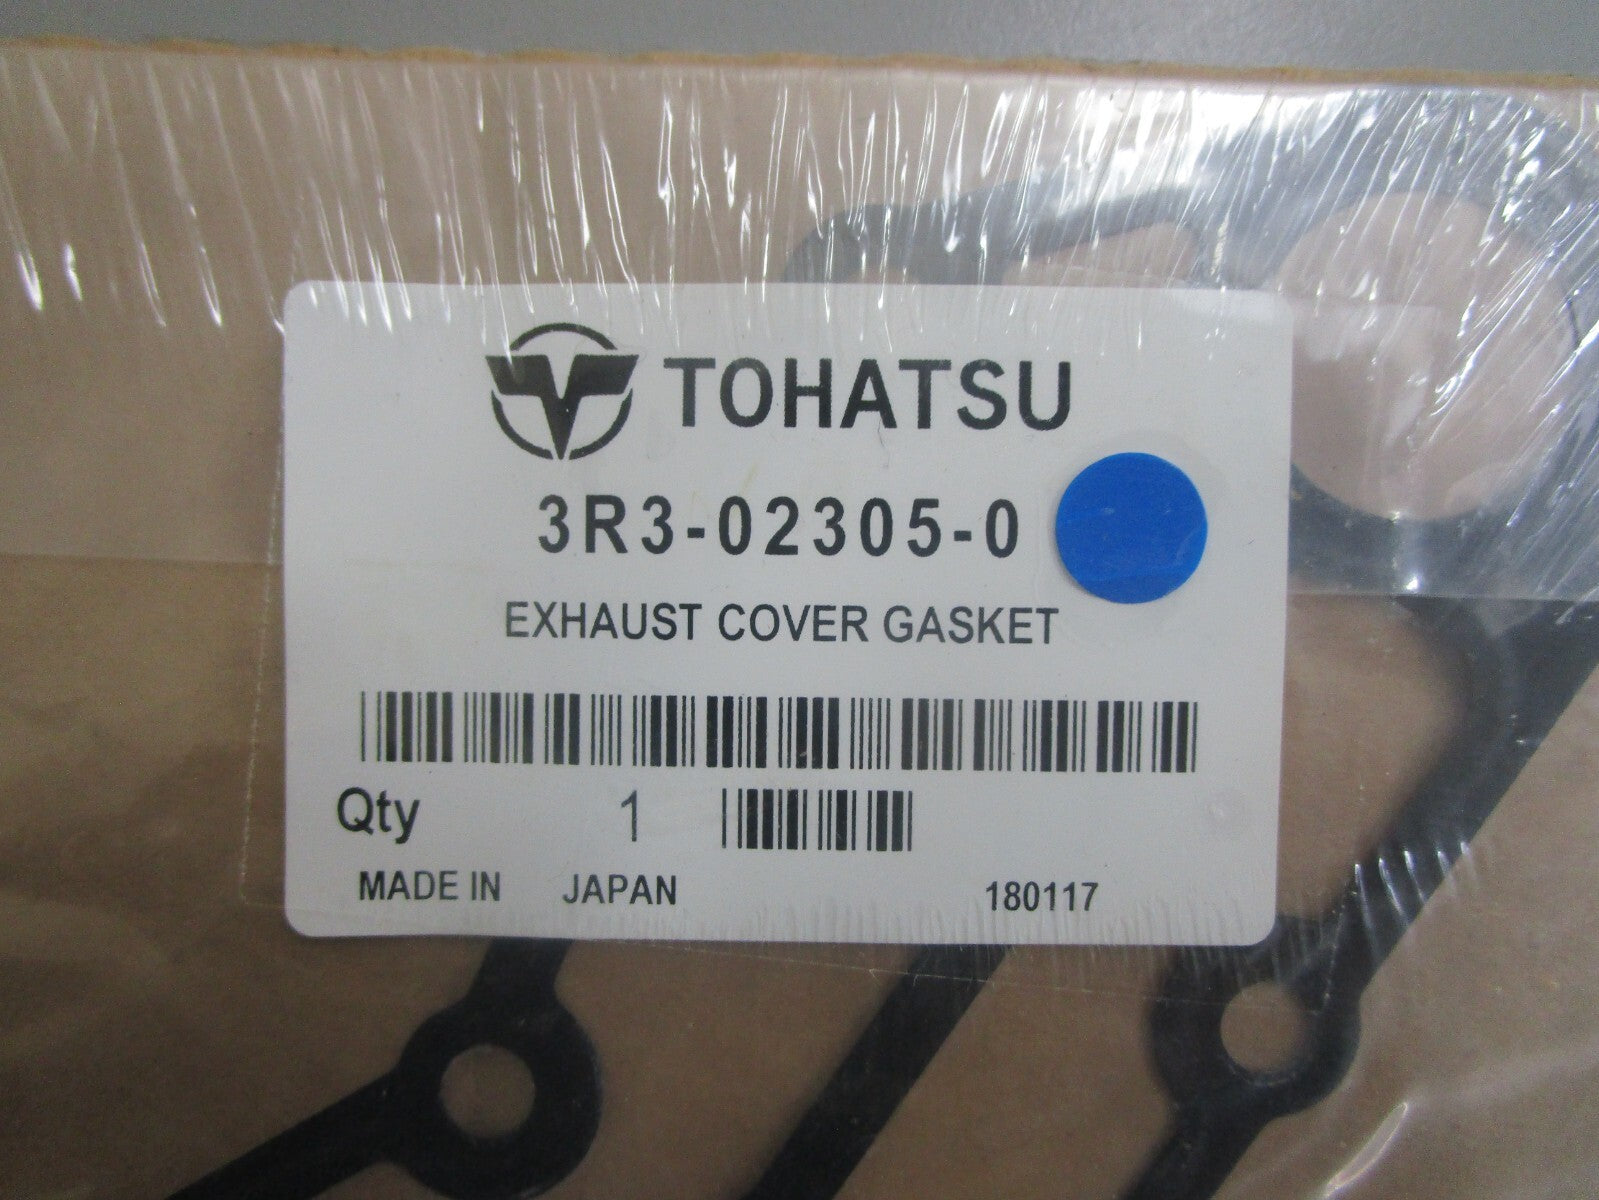 TOHATSU
3R3-02305-0
EXHAUST COVER GASKET
Qty 1
MADE IN JAPAN 180117